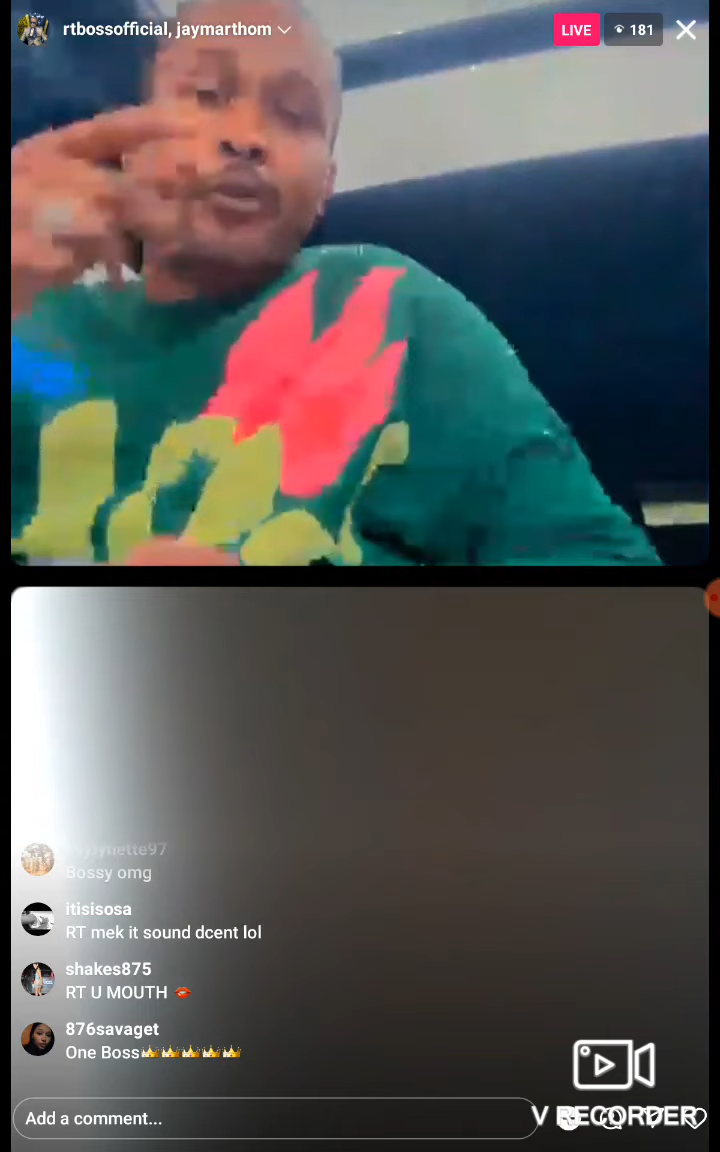 rtbossofficial, jaymarthom
LIVE
181
Bossy omg
itisisosa
RT mek it sound dcent lol
shakes875
RT U MOUTH 💋
876savaget
One Boss👑👑👑👑👑
Add a comment...
V RECORDER